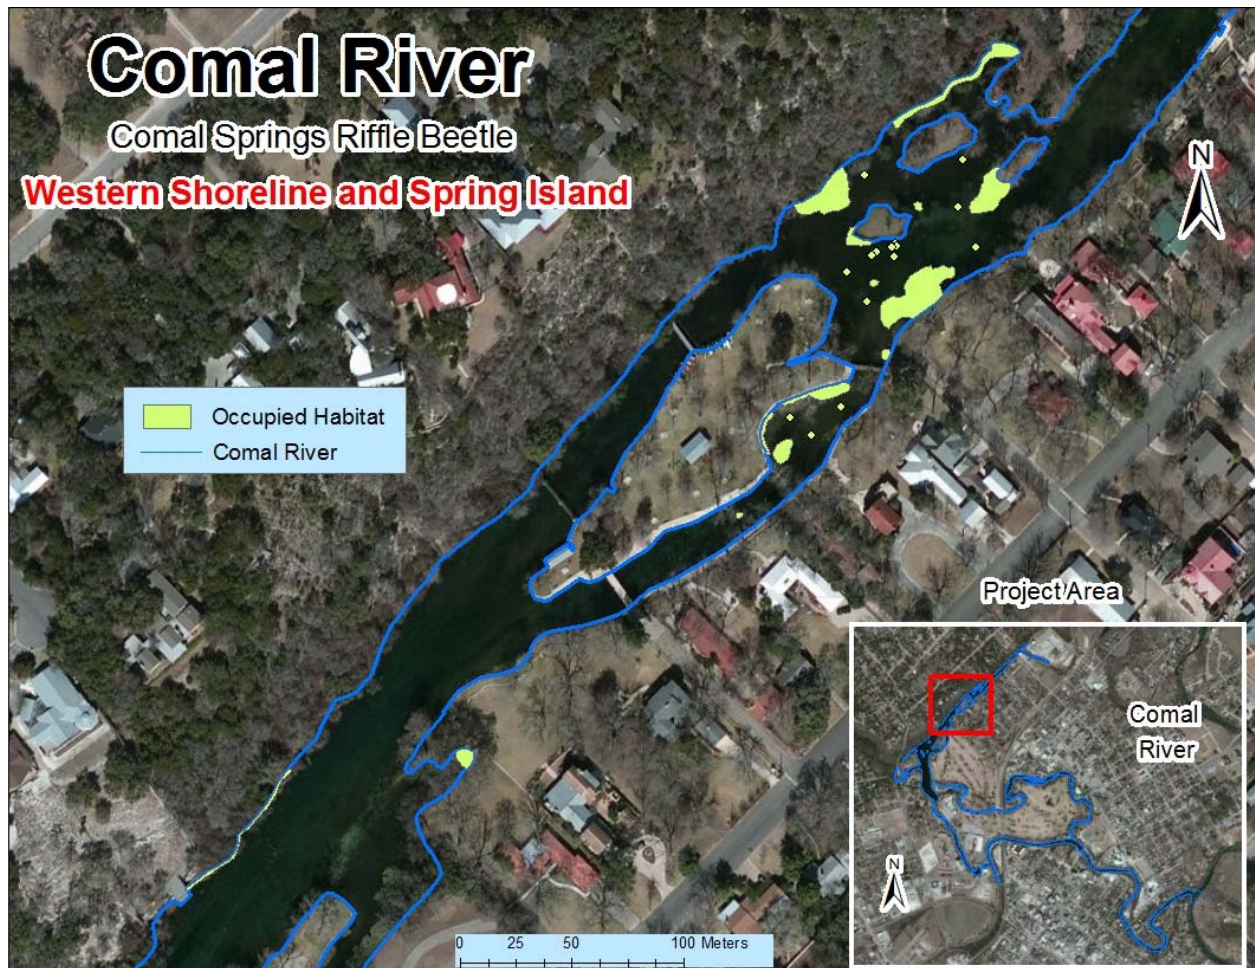 Comal River
Comal Springs Riffle Beetle
Western Shoreline and Spring Island
N
Occupied Habitat
Comal River
Project Area
Comal
River
N
0 25 50 100 Meters